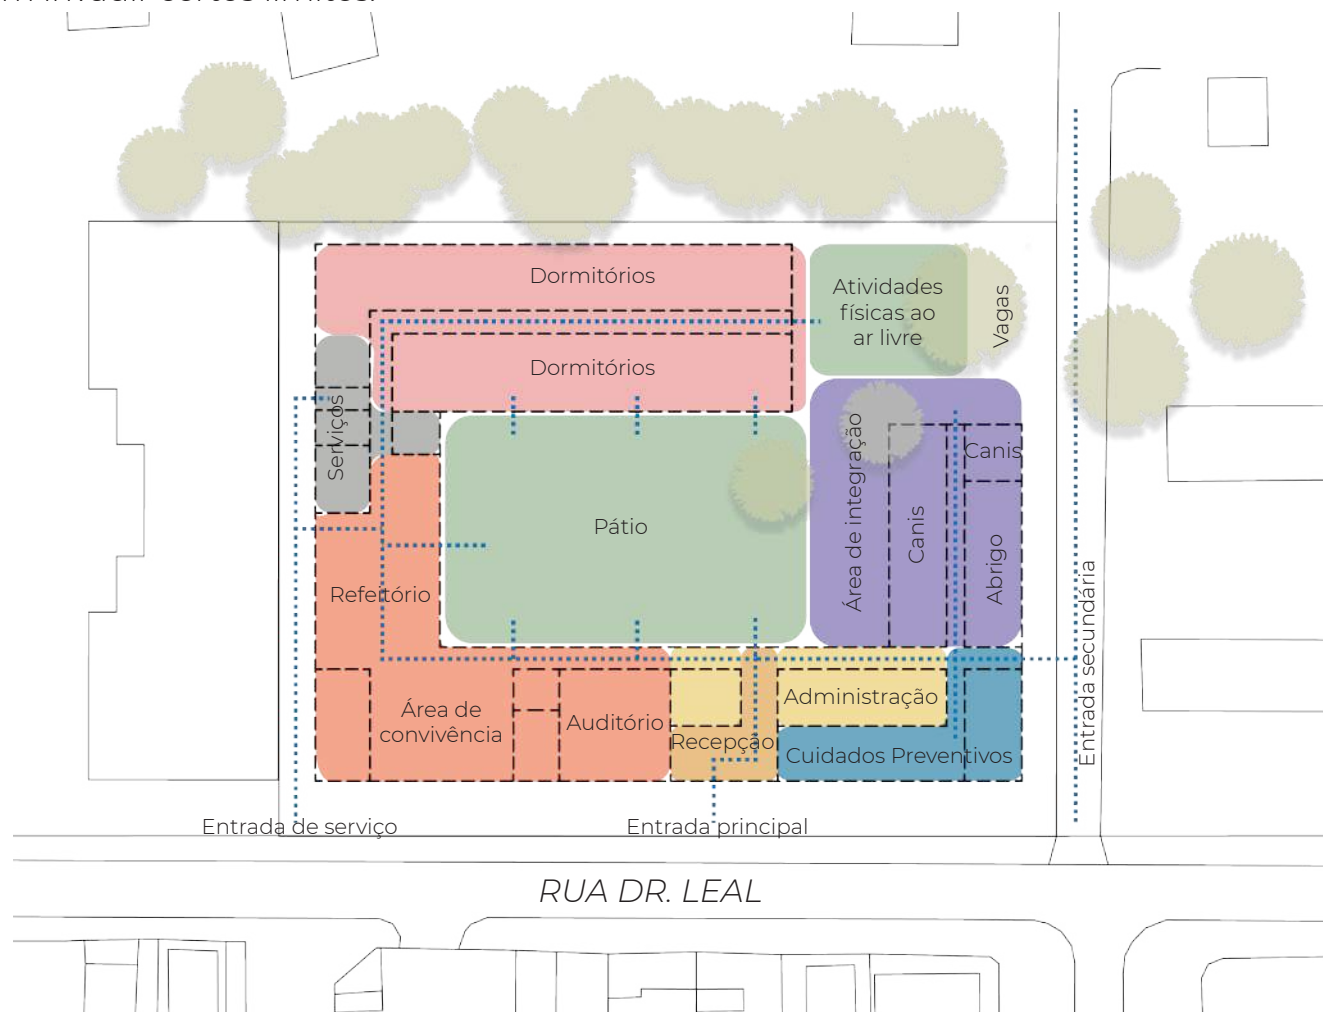 Dormitórios
Atividades
físicas ao
ar livre
Vagas
Dormitórios
Serviços
Área de integração
Canis
Canis
Abrigo
Pátio
Refeitório
Entrada secundária
Área de
convivência
Auditório
Administração
Recepção
Cuidados Preventivos
Entrada de serviço
Entrada principal
RUA DR. LEAL